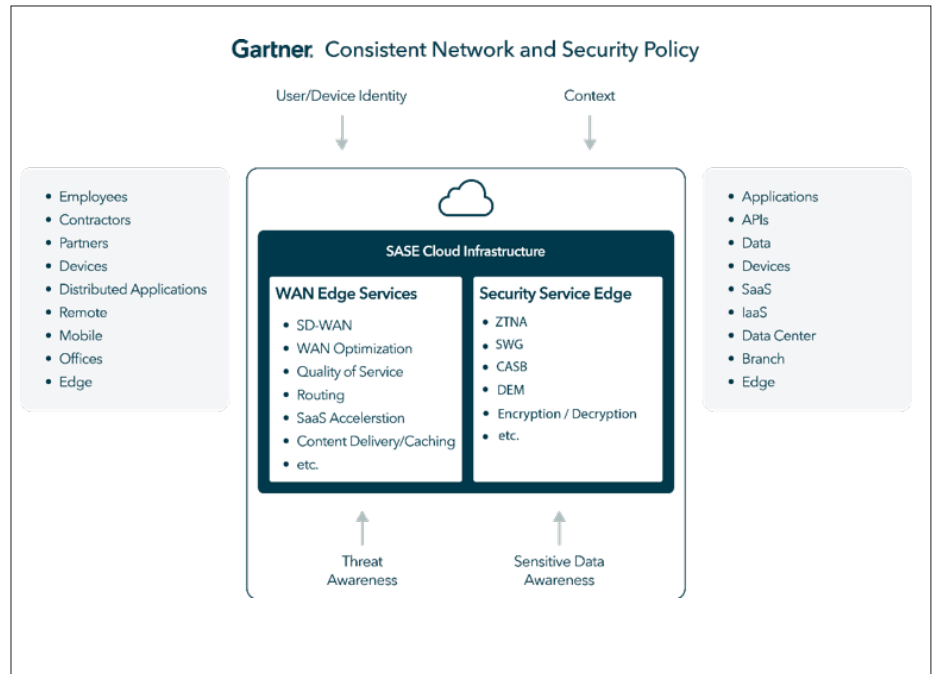 Gartner. Consistent Network and Security Policy
User/Device Identity
Context
• Employees
• Contractors
• Partners
• Devices
• Distributed Applications
• Remote
• Mobile
• Offices
• Edge
SASE Cloud Infrastructure
WAN Edge Services
• SD-WAN
• WAN Optimization
• Quality of Service
• Routing
• SaaS Accelerstion
• Content Delivery/Caching
• etc.
Security Service Edge
• ZTNA
• SWG
• CASB
• DEM
• Encryption / Decryption
• etc.
Threat
Awareness
Sensitive Data
Awareness
• Applications
• APIs
• Data
• Devices
• SaaS
• IaaS
• Data Center
• Branch
• Edge